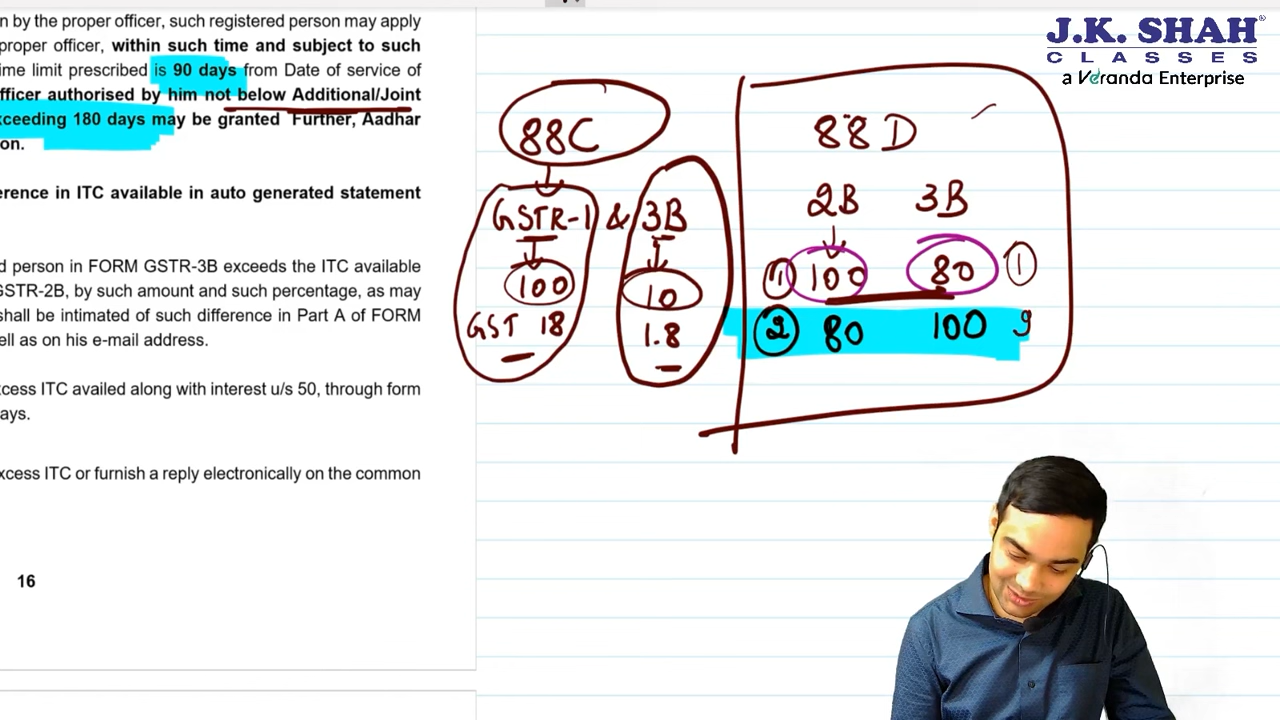 n by the proper officer, such registered person may apply
proper officer, within such time and subject to such
ime limit prescribed is 90 days from Date of service of
fficer authorised by him not below Additional/Joint
xceeding 180 days may be granted Further, Aadhar
on.
erence in ITC available in auto generated statement
d person in FORM GSTR-3B exceeds the ITC available
GSTR-2B, by such amount and such percentage, as may
shall be intimated of such difference in Part A of FORM
ell as on his e-mail address.
xcess ITC availed along with interest u/s 50, through form
ays.
xcess ITC or furnish a reply electronically on the common
16
88C
GSTR-1 & 3B
100 10
GST 18 1.8
88D
2B 3B
1 100 80 1
2 80 100
J.K. SHAH®
CLASSES
a Veranda Enterprise